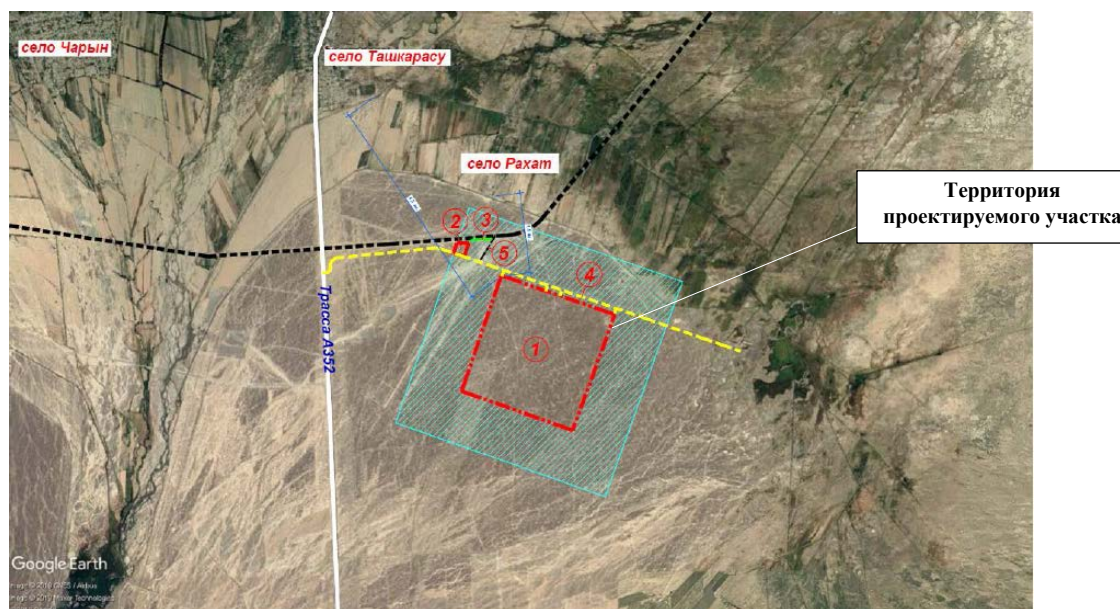 село Чарын
село Ташкарасу
село Рахат
Территория
проектируемого участка
2
3
5
4
1
Трасса А352
Google Earth